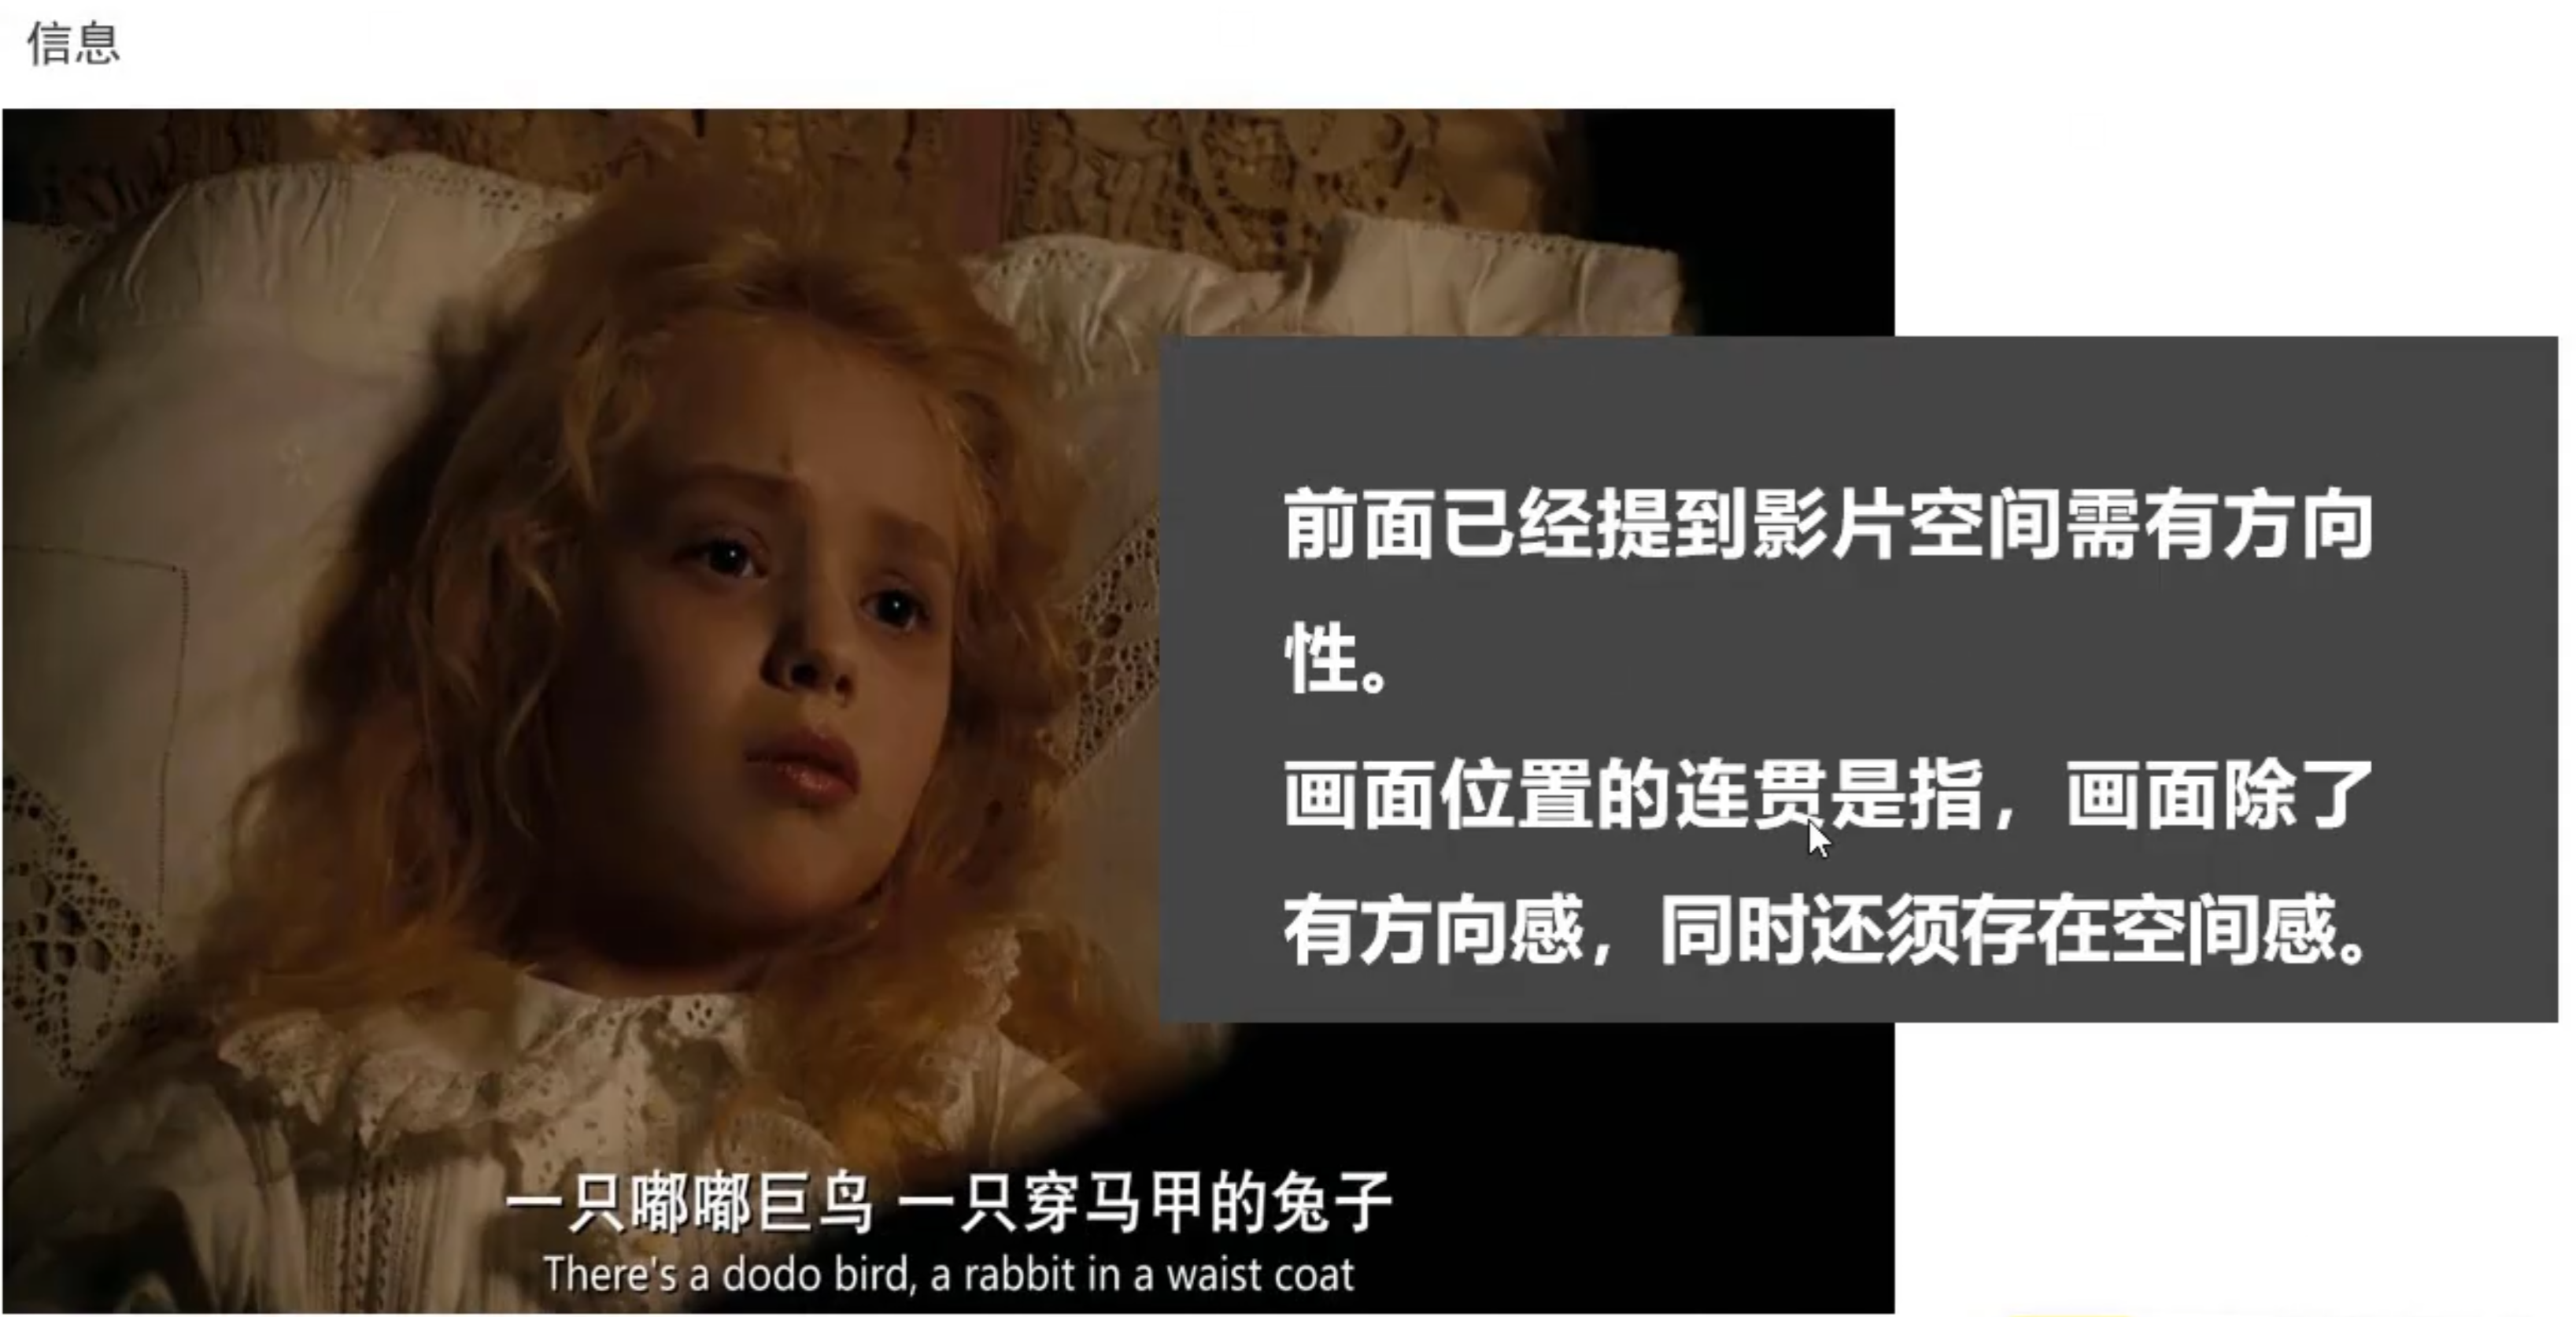 信息
前面已经提到影片空间需有方向
性。
画面位置的连贯是指，画面除了
有方向感，同时还须存在空间感。
一只嘟嘟巨鸟 一只穿马甲的兔子
There's a dodo bird, a rabbit in a waist coat